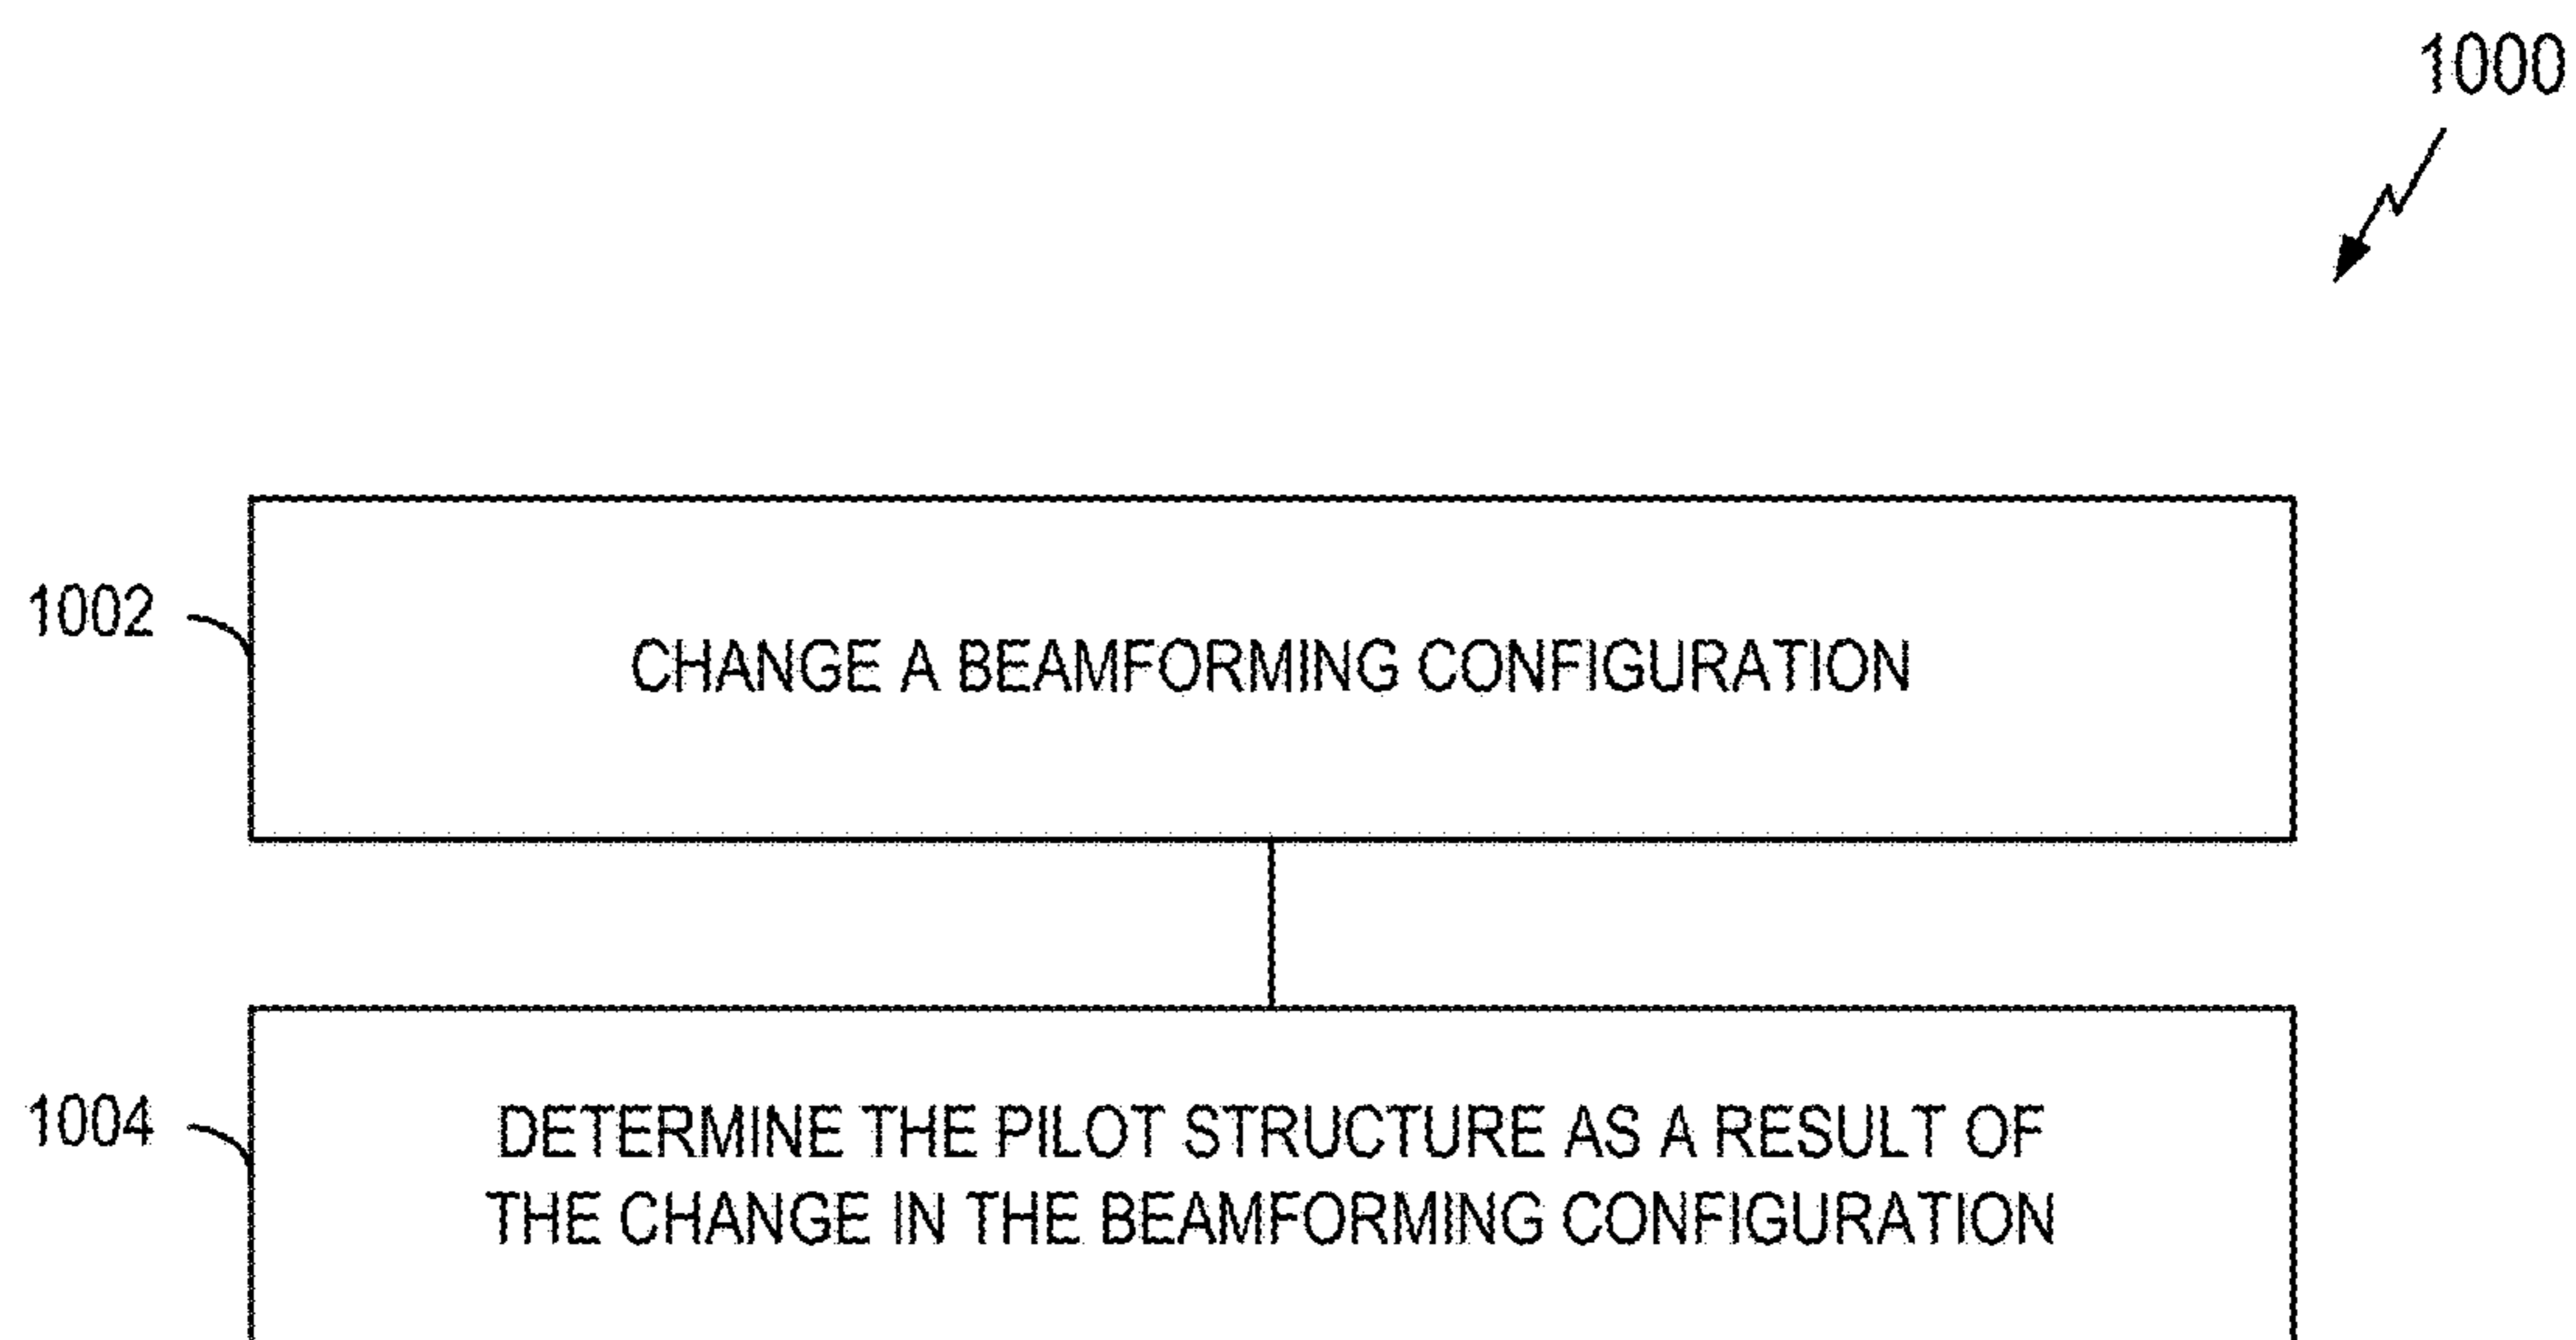 1000
1002
CHANGE A BEAMFORMING CONFIGURATION
1004
DETERMINE THE PILOT STRUCTURE AS A RESULT OF
THE CHANGE IN THE BEAMFORMING CONFIGURATION